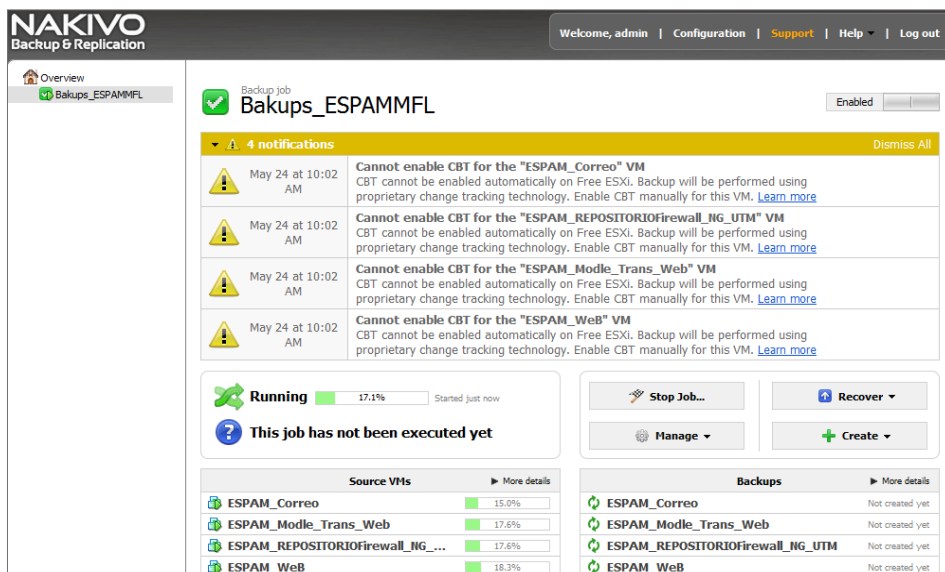 NAKIVO
Backup & Replication
Welcome, admin | Configuration | Support | Help | Log out
Overview
Bakups_ESPAMMFL
Backup job
Bakups_ESPAMMFL
Enabled
4 notifications
Dismiss All
May 24 at 10:02
AM
Cannot enable CBT for the "ESPAM_Correo" VM
CBT cannot be enabled automatically on Free ESXi. Backup will be performed using
proprietary change tracking technology. Enable CBT manually for this VM. Learn more
May 24 at 10:02
AM
Cannot enable CBT for the "ESPAM_REPOSITORIOFirewall_NG_UTM" VM
CBT cannot be enabled automatically on Free ESXi. Backup will be performed using
proprietary change tracking technology. Enable CBT manually for this VM. Learn more
May 24 at 10:02
AM
Cannot enable CBT for the "ESPAM_Modle_Trans_Web" VM
CBT cannot be enabled automatically on Free ESXi. Backup will be performed using
proprietary change tracking technology. Enable CBT manually for this VM. Learn more
May 24 at 10:02
AM
Cannot enable CBT for the "ESPAM_WeB" VM
CBT cannot be enabled automatically on Free ESXi. Backup will be performed using
proprietary change tracking technology. Enable CBT manually for this VM. Learn more
Running 17.1% Started just now
This job has not been executed yet
Stop Job...
Recover
Manage
Create
Source VMs More details
ESPAM_Correo 15.0%
ESPAM_Modle_Trans_Web 17.6%
ESPAM_REPOSITORIOFirewall_NG_... 17.6%
ESPAM_WeB 18.3%
Backups More details
ESPAM_Correo Not created yet
ESPAM_Modle_Trans_Web Not created yet
ESPAM_REPOSITORIOFirewall_NG_UTM Not created yet
ESPAM_WeB Not created yet